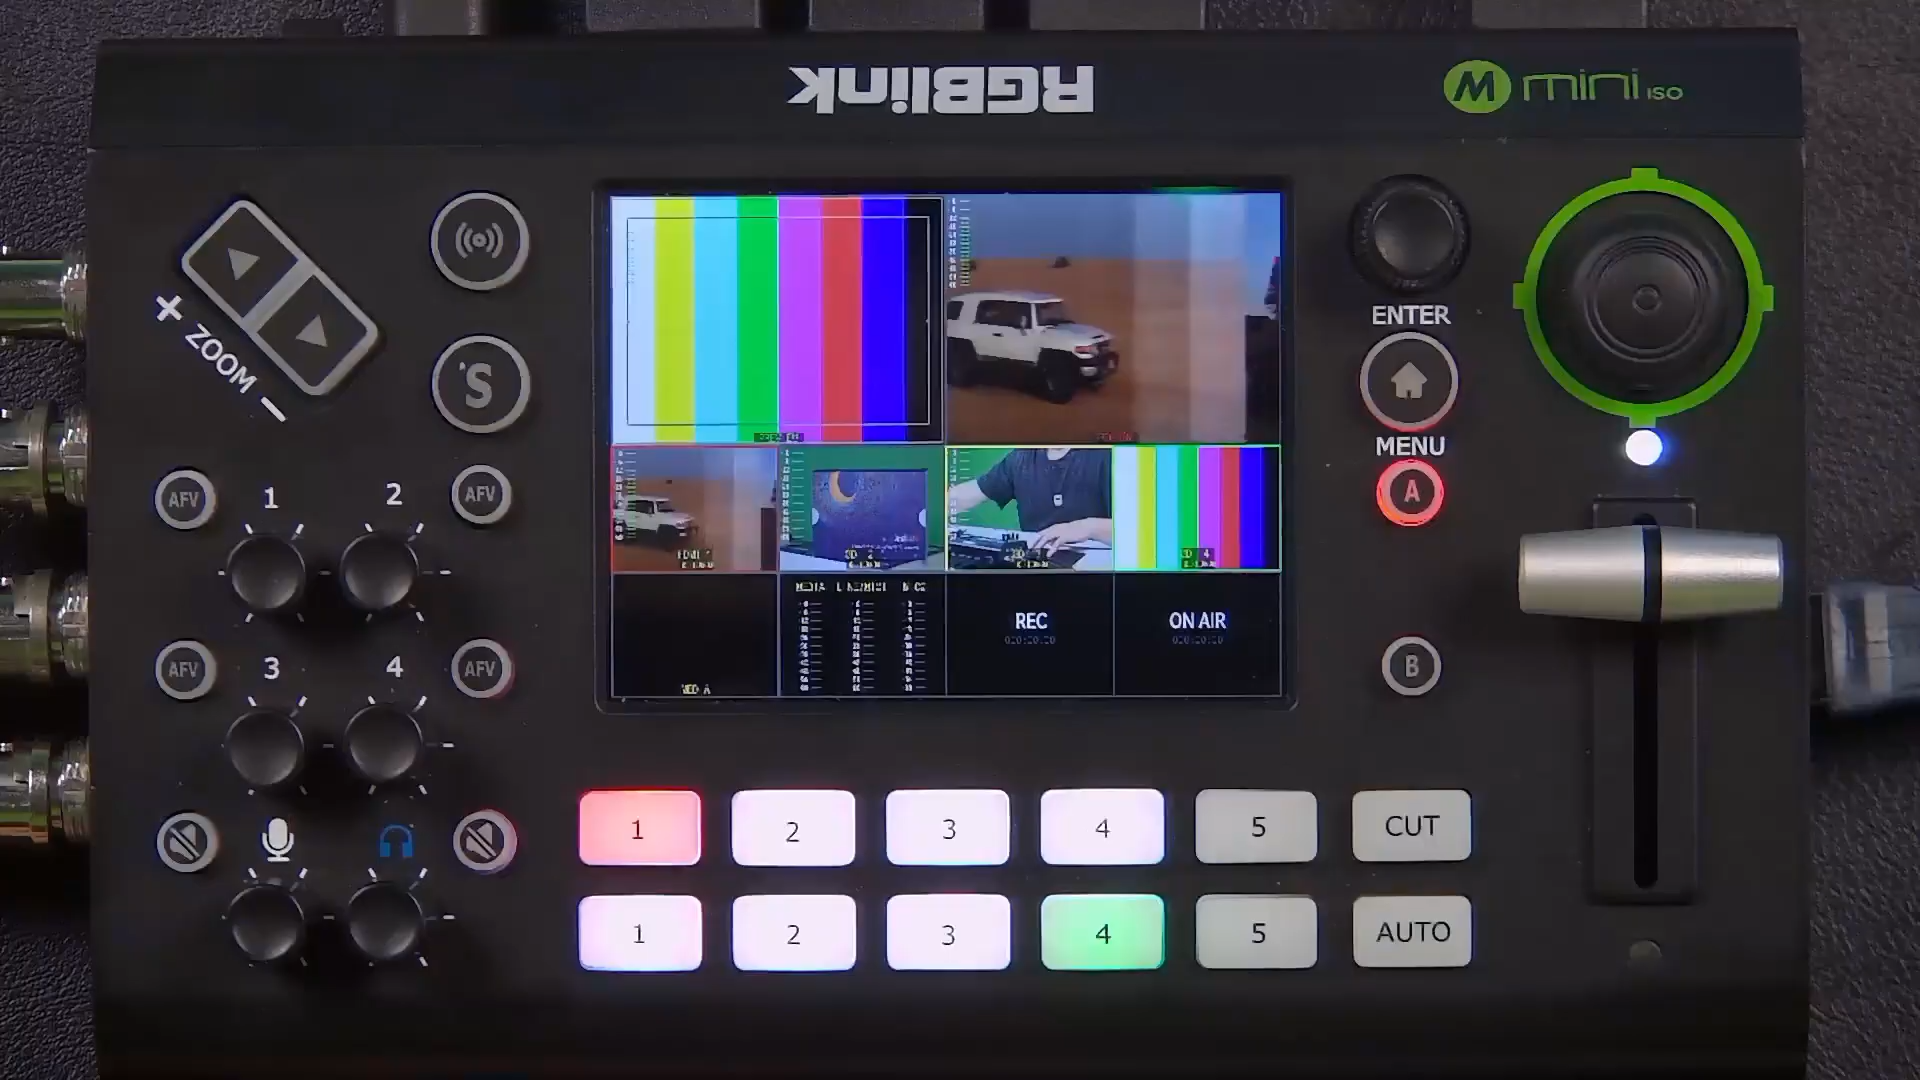 RGBlink
M mini ISO
+ ZOOM −
S
ENTER
MENU
A
B
AFV 1 2 AFV
AFV 3 4 AFV
REC
ON AIR
1 2 3 4 5 CUT
1 2 3 4 5 AUTO